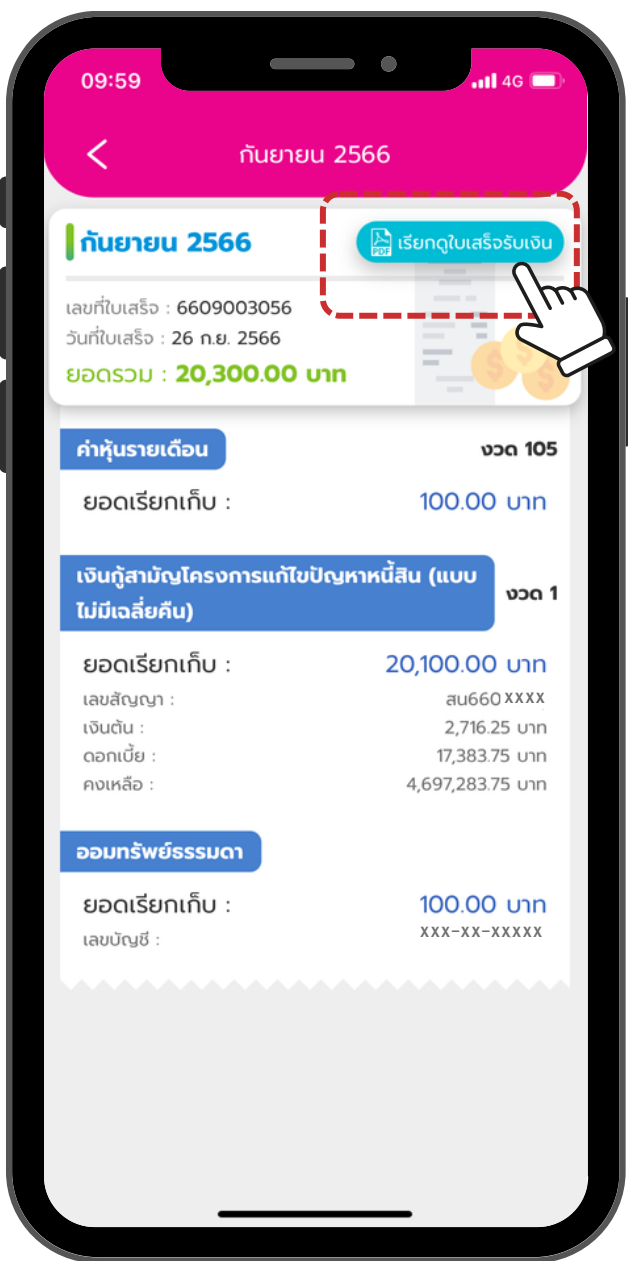 09:59
4G
กันยายน 2566
กันยายน 2566
PDF เรียกดูใบเสร็จรับเงิน
เลขที่ใบเสร็จ : 6609003056
วันที่ใบเสร็จ : 26 ก.ย. 2566
ยอดรวม : 20,300.00 บาท
ค่าหุ้นรายเดือน งวด 105
ยอดเรียกเก็บ : 100.00 บาท
เงินกู้สามัญโครงการแก้ไขปัญหาหนี้สิน (แบบ
ไม่มีเฉลี่ยคืน) งวด 1
ยอดเรียกเก็บ : 20,100.00 บาท
เลขสัญญา : สน660XXXX
เงินต้น : 2,716.25 บาท
ดอกเบี้ย : 17,383.75 บาท
คงเหลือ : 4,697,283.75 บาท
ออมทรัพย์ธรรมดา
ยอดเรียกเก็บ : 100.00 บาท
เลขบัญชี : XXX-XX-XXXXX